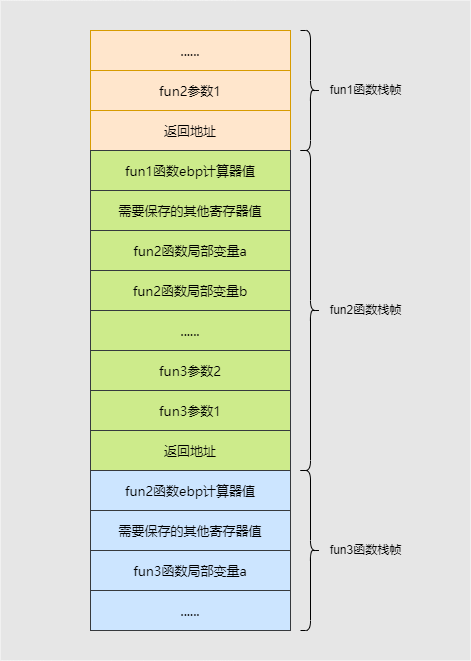 ......
fun2参数1
返回地址
fun1函数栈帧
fun1函数ebp计算器值
需要保存的其他寄存器值
fun2函数局部变量a
fun2函数局部变量b
......
fun3参数2
fun3参数1
返回地址
fun2函数栈帧
fun2函数ebp计算器值
需要保存的其他寄存器值
fun3函数局部变量a
......
fun3函数栈帧